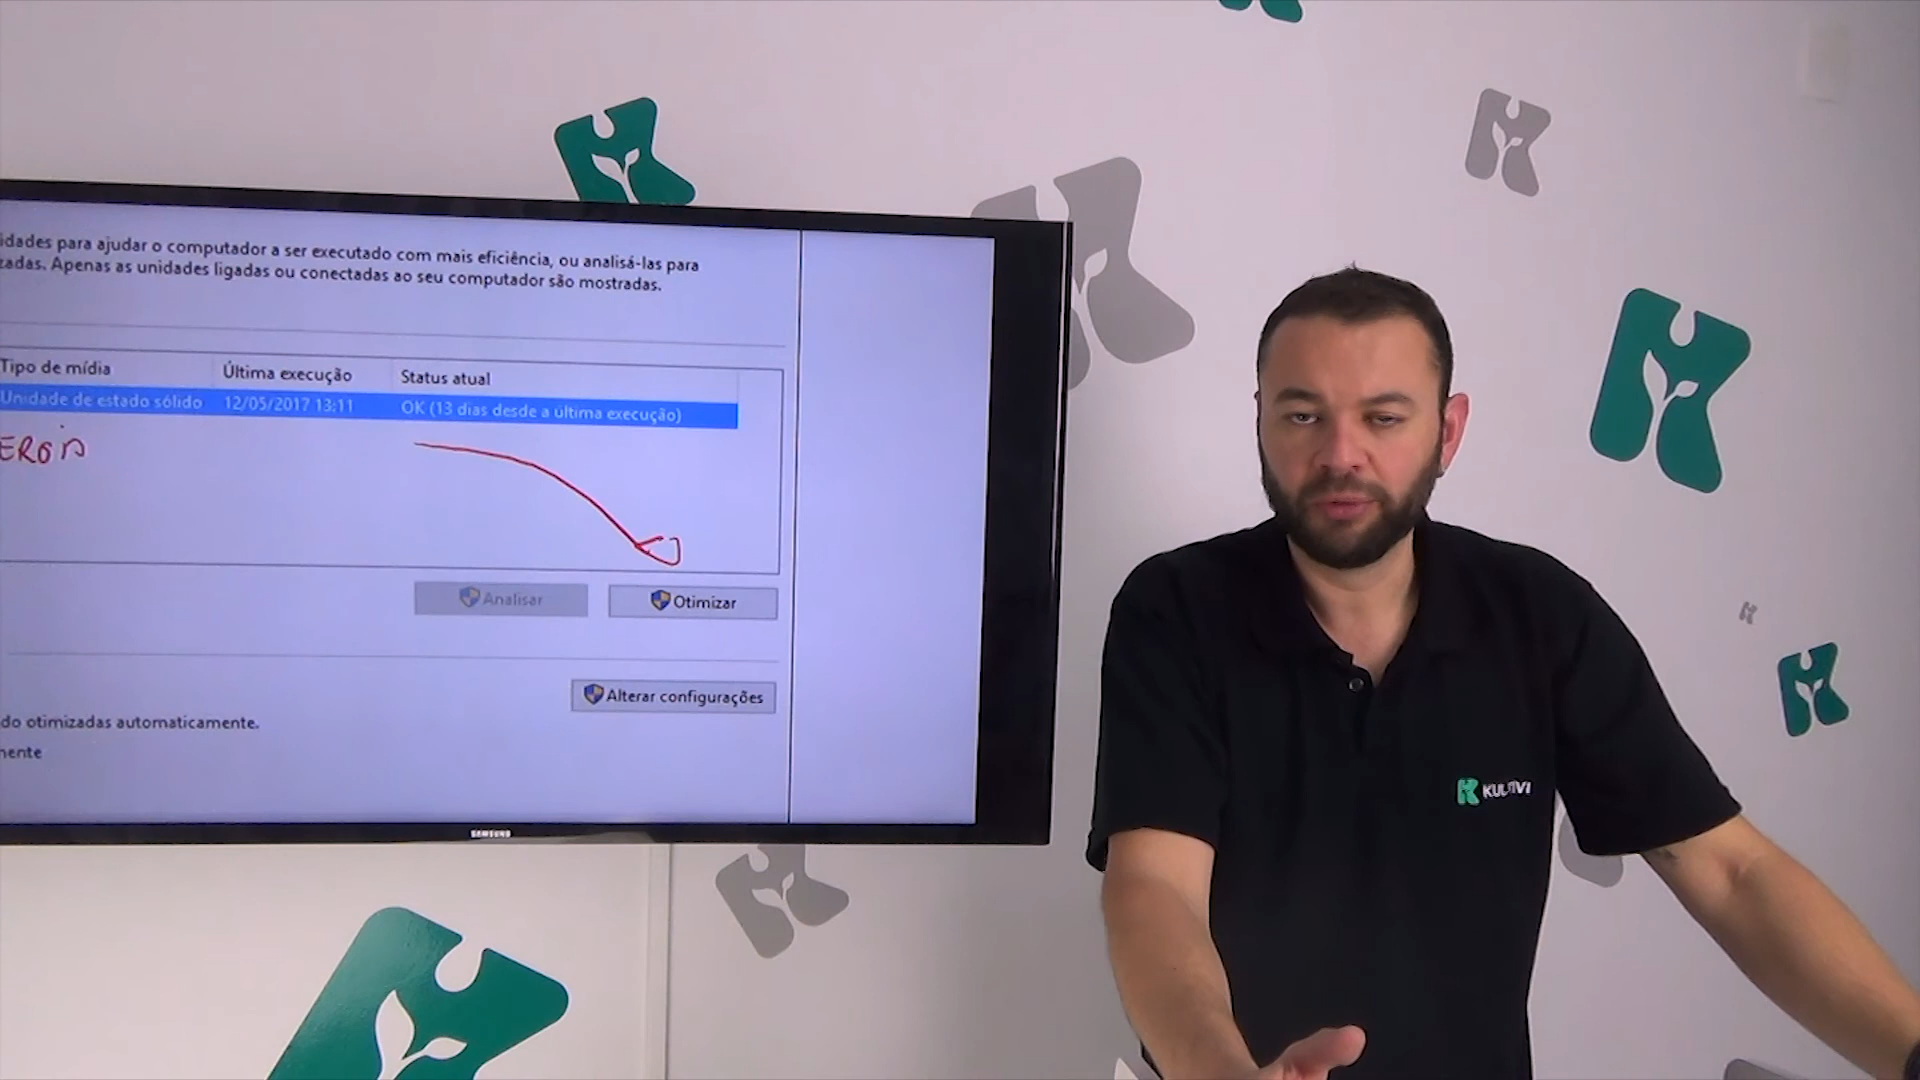 idades para ajudar o computador a ser executado com mais eficiência, ou analisá-las para
zadas. Apenas as unidades ligadas ou conectadas ao seu computador são mostradas.
Tipo de mídia Última execução Status atual
Unidade de estado sólido 12/05/2017 13:11 OK (13 dias desde a última execução)
Analisar Otimizar
Alterar configurações
do otimizadas automaticamente.
mente
SAMSUNG
KULTIVI